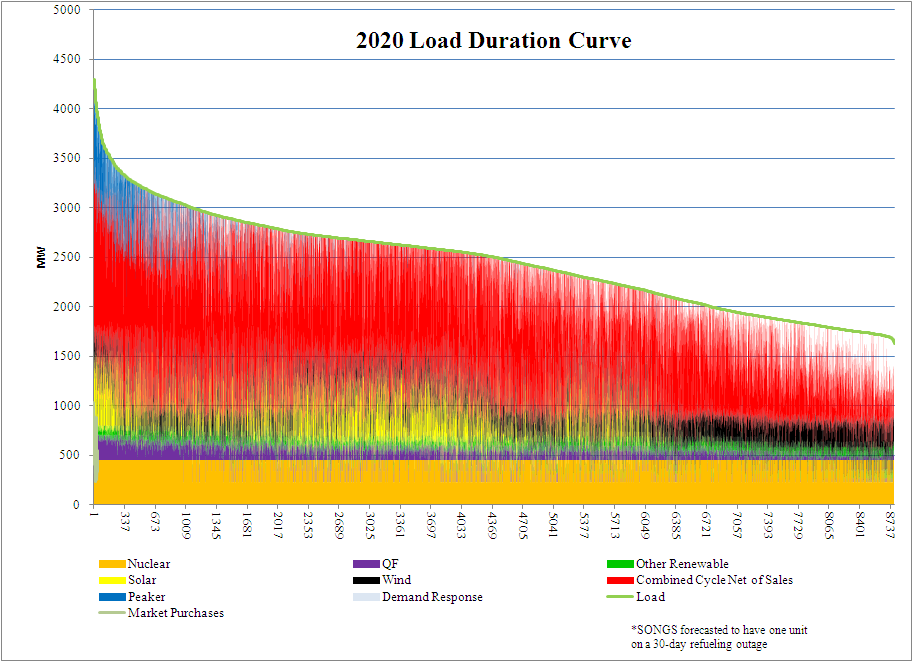 2020 Load Duration Curve
5000
4500
4000
3500
3000
2500
2000
1500
1000
500
0
MW
1 337 673 1009 1345 1681 2017 2353 2689 3025 3361 3697 4033 4369 4705 5041 5377 5713 6049 6385 6721 7057 7393 7729 8065 8401 8737
Nuclear QF Other Renewable
Solar Wind Combined Cycle Net of Sales
Peaker Demand Response Load
Market Purchases
*SONGS forecasted to have one unit
on a 30-day refueling outage